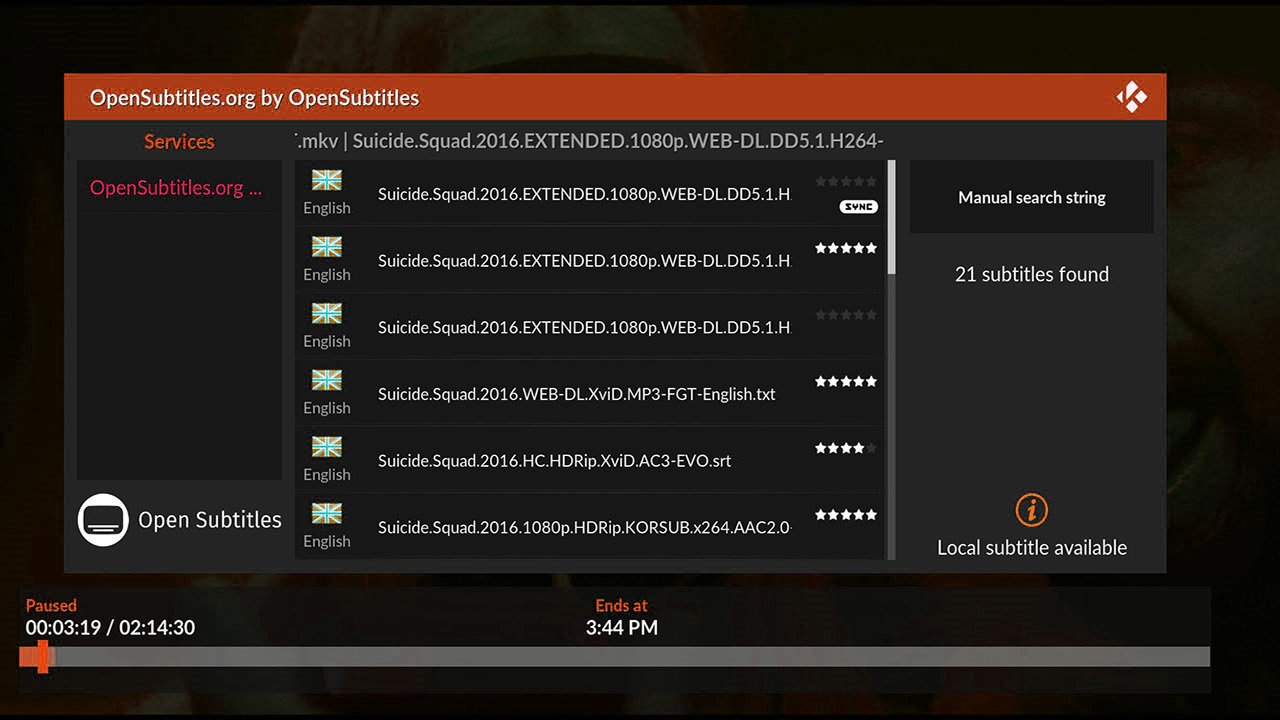 OpenSubtitles.org by OpenSubtitles
Services
.mkv | Suicide.Squad.2016.EXTENDED.1080p.WEB-DL.DD5.1.H264-
OpenSubtitles.org ...
English
Suicide.Squad.2016.EXTENDED.1080p.WEB-DL.DD5.1.H.
SYNC
English
Suicide.Squad.2016.EXTENDED.1080p.WEB-DL.DD5.1.H.
English
Suicide.Squad.2016.EXTENDED.1080p.WEB-DL.DD5.1.H.
English
Suicide.Squad.2016.WEB-DL.XviD.MP3-FGT-English.txt
English
Suicide.Squad.2016.HC.HDRip.XviD.AC3-EVO.srt
English
Suicide.Squad.2016.1080p.HDRip.KORSUB.x264.AAC2.0-
Manual search string
21 subtitles found
Local subtitle available
Open Subtitles
Paused
00:03:19 / 02:14:30
Ends at
3:44 PM